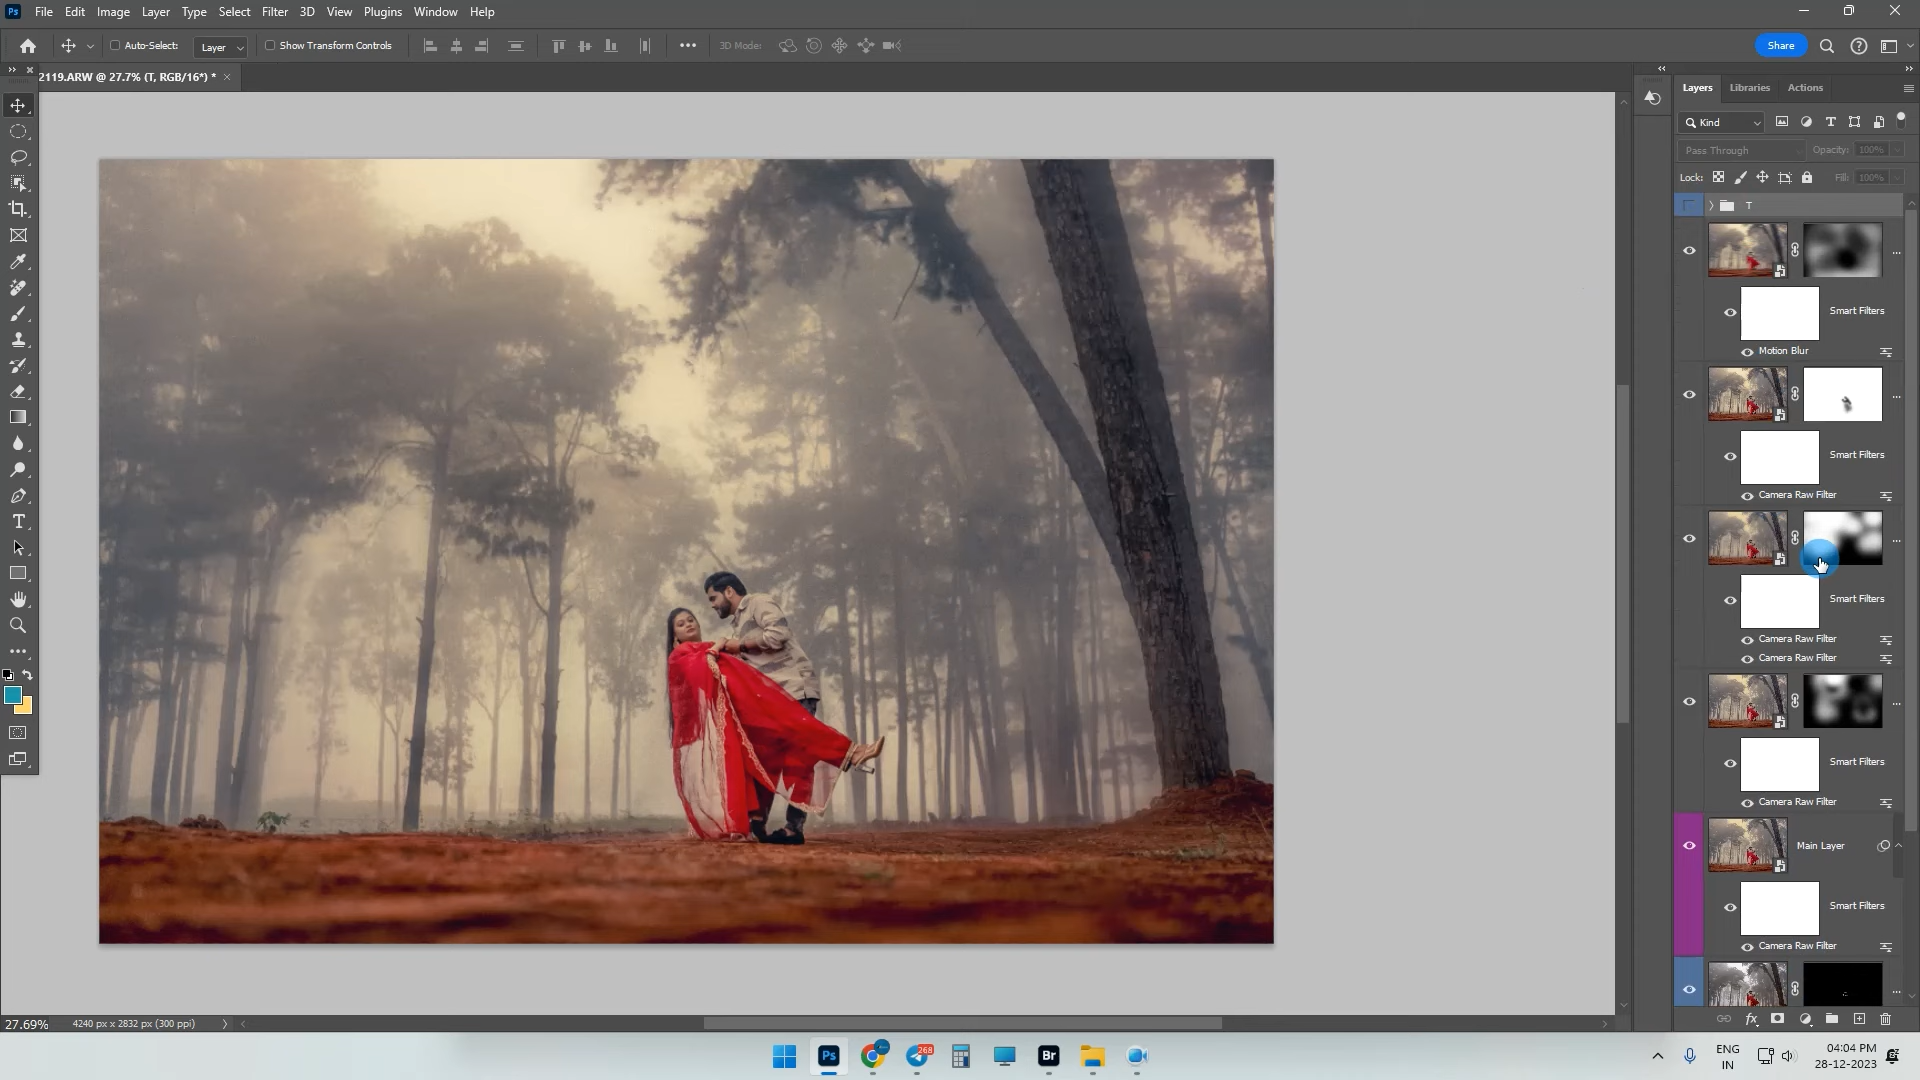 Ps File Edit Image Layer Type Select Filter 3D View Plugins Window Help
Auto-Select: Layer Show Transform Controls 3D Mode: Share
2119.ARW @ 27.7% (T, RGB/16*) *
Layers Libraries Actions
Kind
Pass Through Opacity: 100%
Lock: Fill: 100%
T
Smart Filters
Motion Blur
Smart Filters
Camera Raw Filter
Smart Filters
Camera Raw Filter
Camera Raw Filter
Smart Filters
Camera Raw Filter
Main Layer
Smart Filters
Camera Raw Filter
27.69% 4240 px x 2832 px (300 ppi)
Ps 268 Br
ENG
IN
04:04 PM
28-12-2023